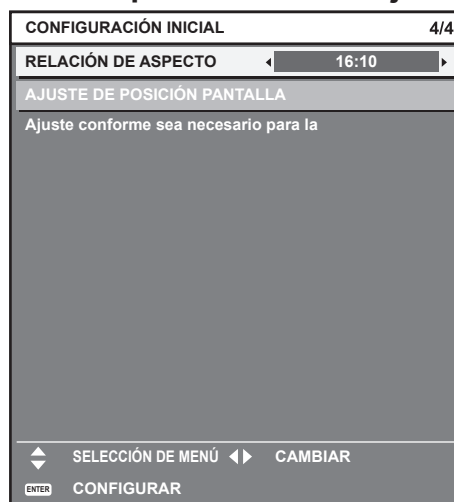 CONFIGURACIÓN INICIAL 4/4
RELACIÓN DE ASPECTO 16:10
AJUSTE DE POSICIÓN PANTALLA
Ajuste conforme sea necesario para la
SELECCIÓN DE MENÚ CAMBIAR
ENTER CONFIGURAR